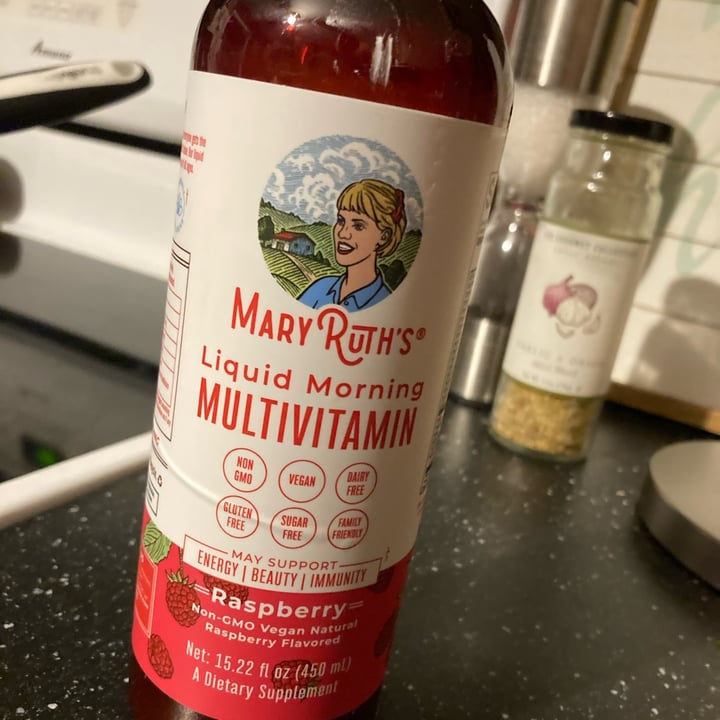 MARY RUTH'S®
Liquid Morning
MULTIVITAMIN
NON
GMO
VEGAN
DAIRY
FREE
GLUTEN
FREE
SUGAR
FREE
FAMILY
FRIENDLY
MAY SUPPORT
ENERGY | BEAUTY | IMMUNITY
Raspberry
Non-GMO Vegan Natural
Raspberry Flavored
Net: 15.22 fl oz (450 mL)
A Dietary Supplement